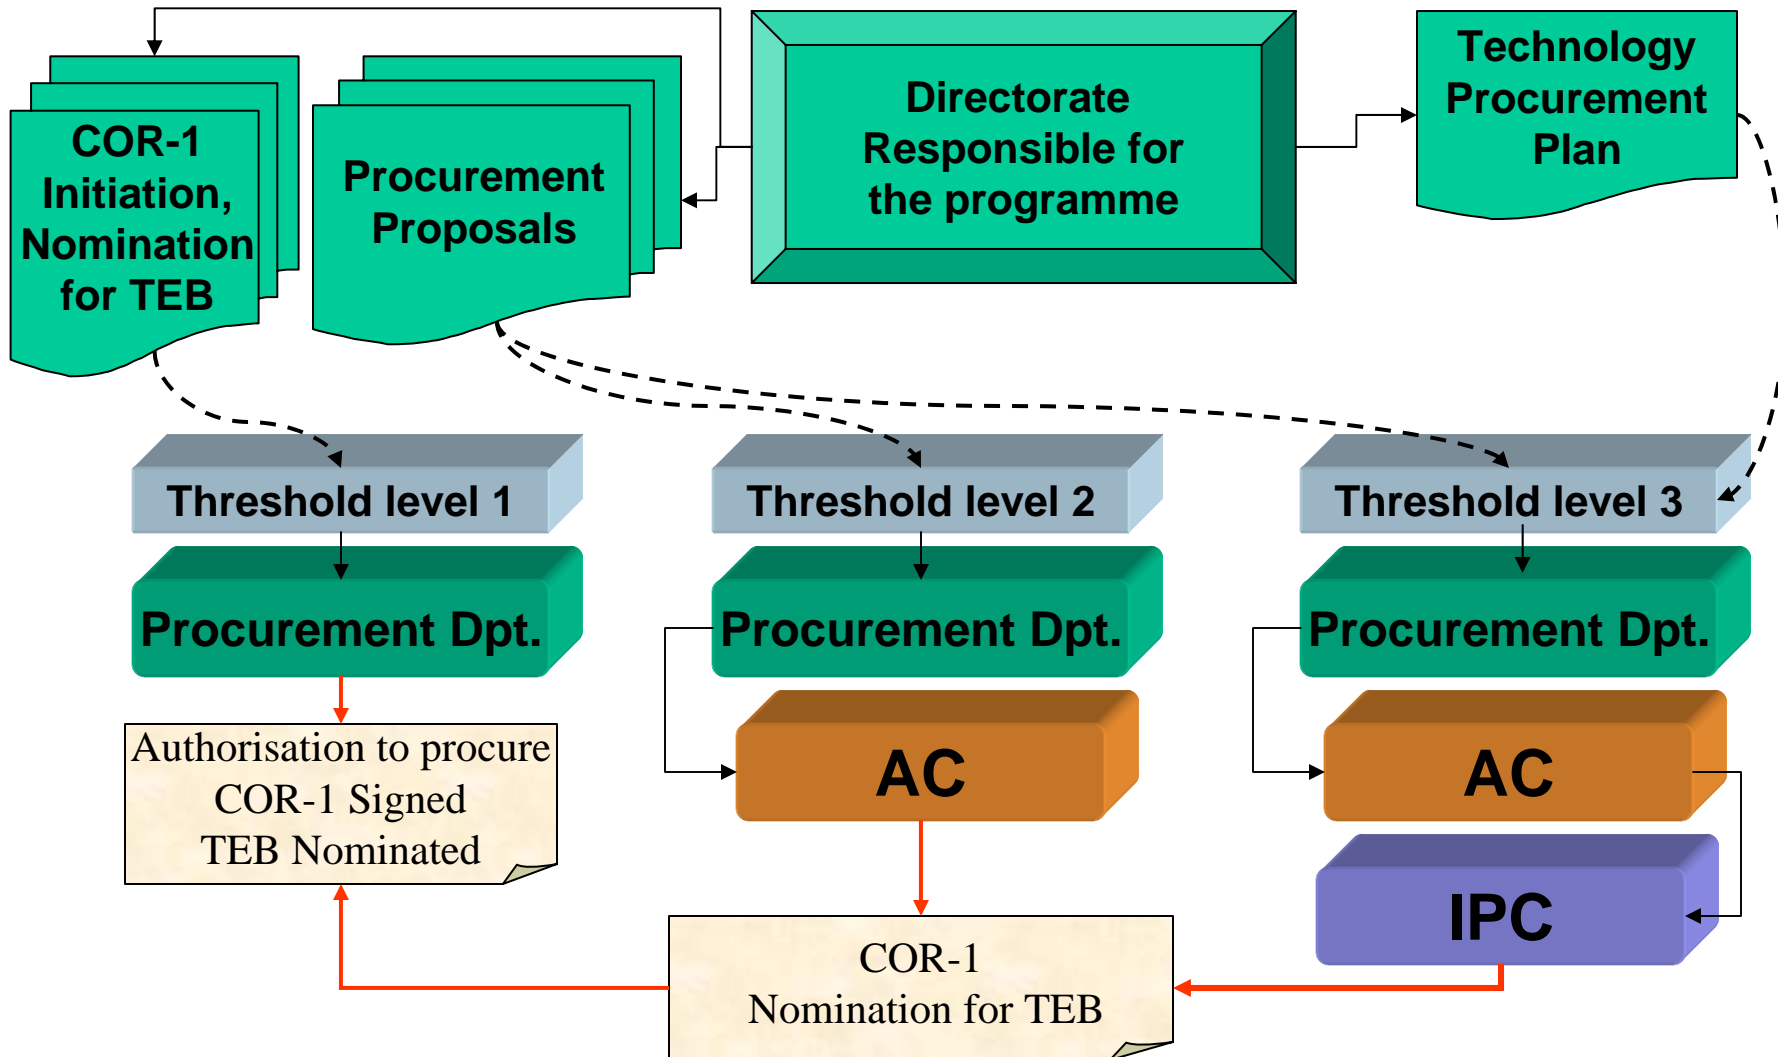 COR-1
Initiation,
Nomination
for TEB
Procurement
Proposals
Directorate
Responsible for
the programme
Technology
Procurement
Plan
Threshold level 1
Threshold level 2
Threshold level 3
Procurement Dpt.
Procurement Dpt.
Procurement Dpt.
Authorisation to procure
COR-1 Signed
TEB Nominated
AC
AC
IPC
COR-1
Nomination for TEB